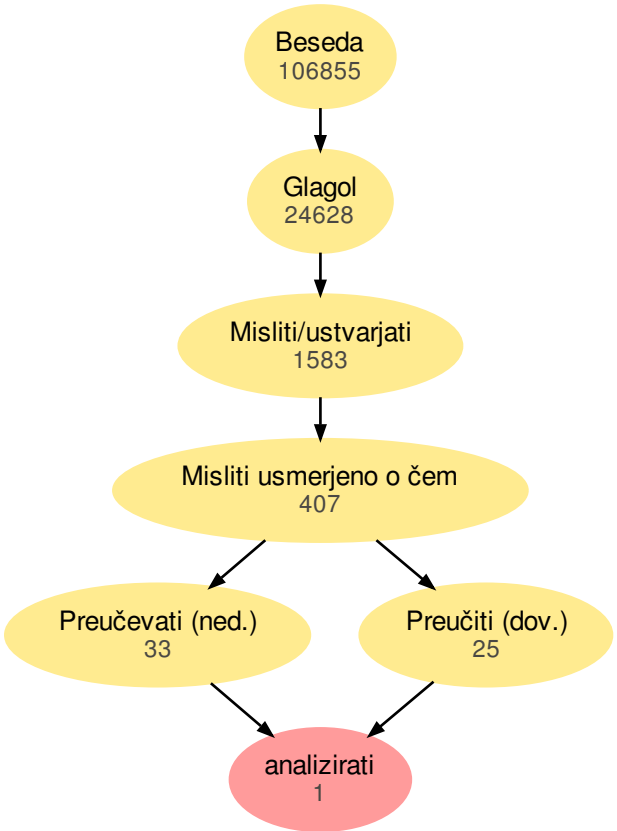 Beseda
106855
Glagol
24628
Misliti/ustvarjati
1583
Misliti usmerjeno o čem
407
Preučevati (ned.)
33
Preučiti (dov.)
25
analizirati
1